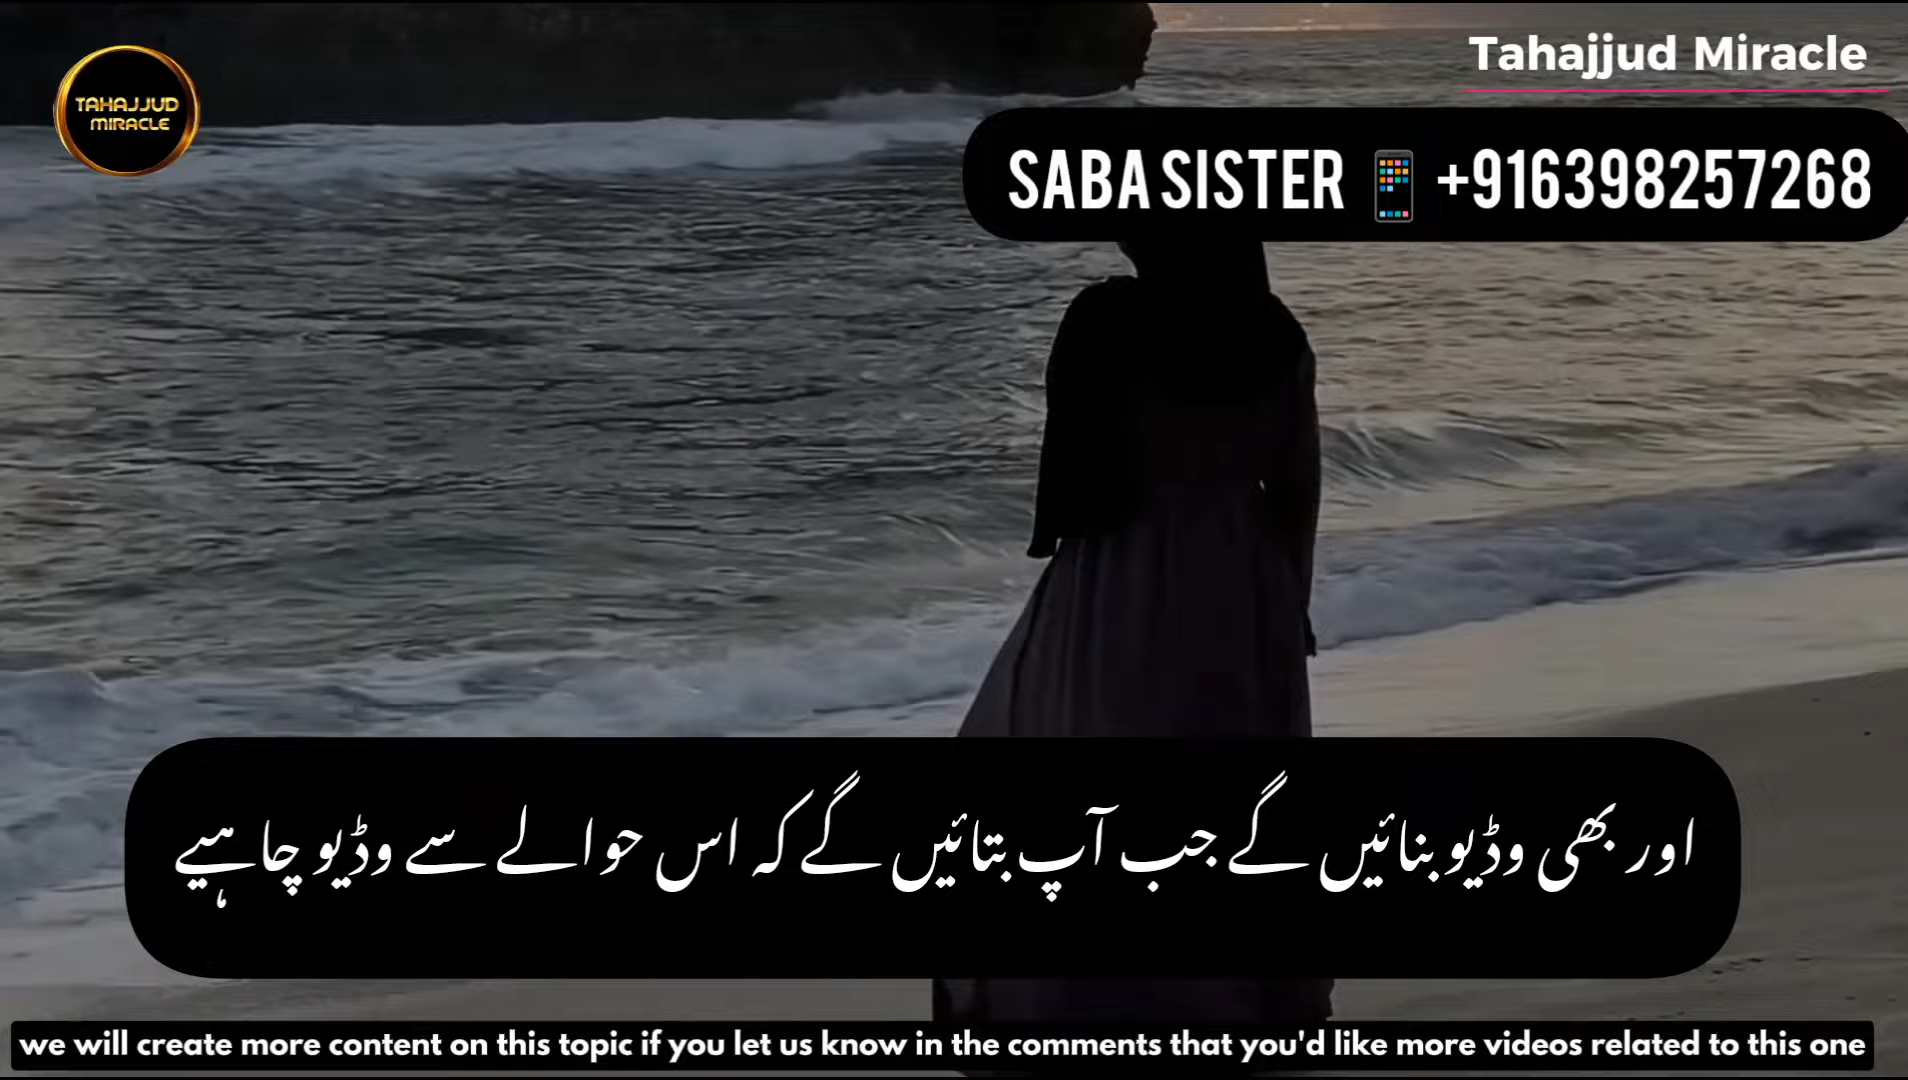 TAHAJJUD
MIRACLE
Tahajjud Miracle
SABA SISTER 📱 +916398257268
اور بھی وڈیو بنائیں گے جب آپ بتائیں گے کہ اس حوالے سے وڈیو چاہیے
we will create more content on this topic if you let us know in the comments that you'd like more videos related to this one